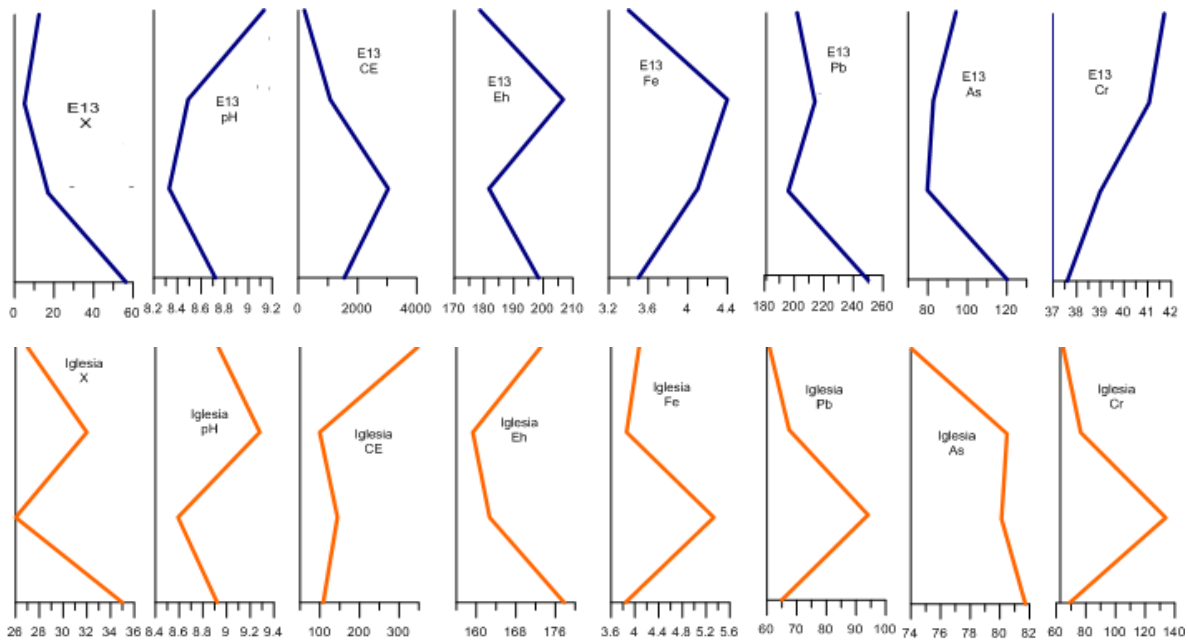 E13
X
E13
pH
E13
CE
E13
Eh
E13
Fe
E13
Pb
E13
As
E13
Cr
0 20 40 60
8.2 8.4 8.6 8.8 9 9.2
0 2000 4000
170 180 190 200 210
3.2 3.6 4 4.4
180 200 220 240 260
80 100 120
37 38 39 40 41 42
Iglesia
X
Iglesia
pH
Iglesia
CE
Iglesia
Eh
Iglesia
Fe
Iglesia
Pb
Iglesia
As
Iglesia
Cr
26 28 30 32 34 36
8.4 8.6 8.8 9 9.2 9.4
100 200 300
160 168 176
3.6 4 4.4 4.8 5.2 5.6
60 70 80 90 100
74 76 78 80 82
60 80 100 120 140